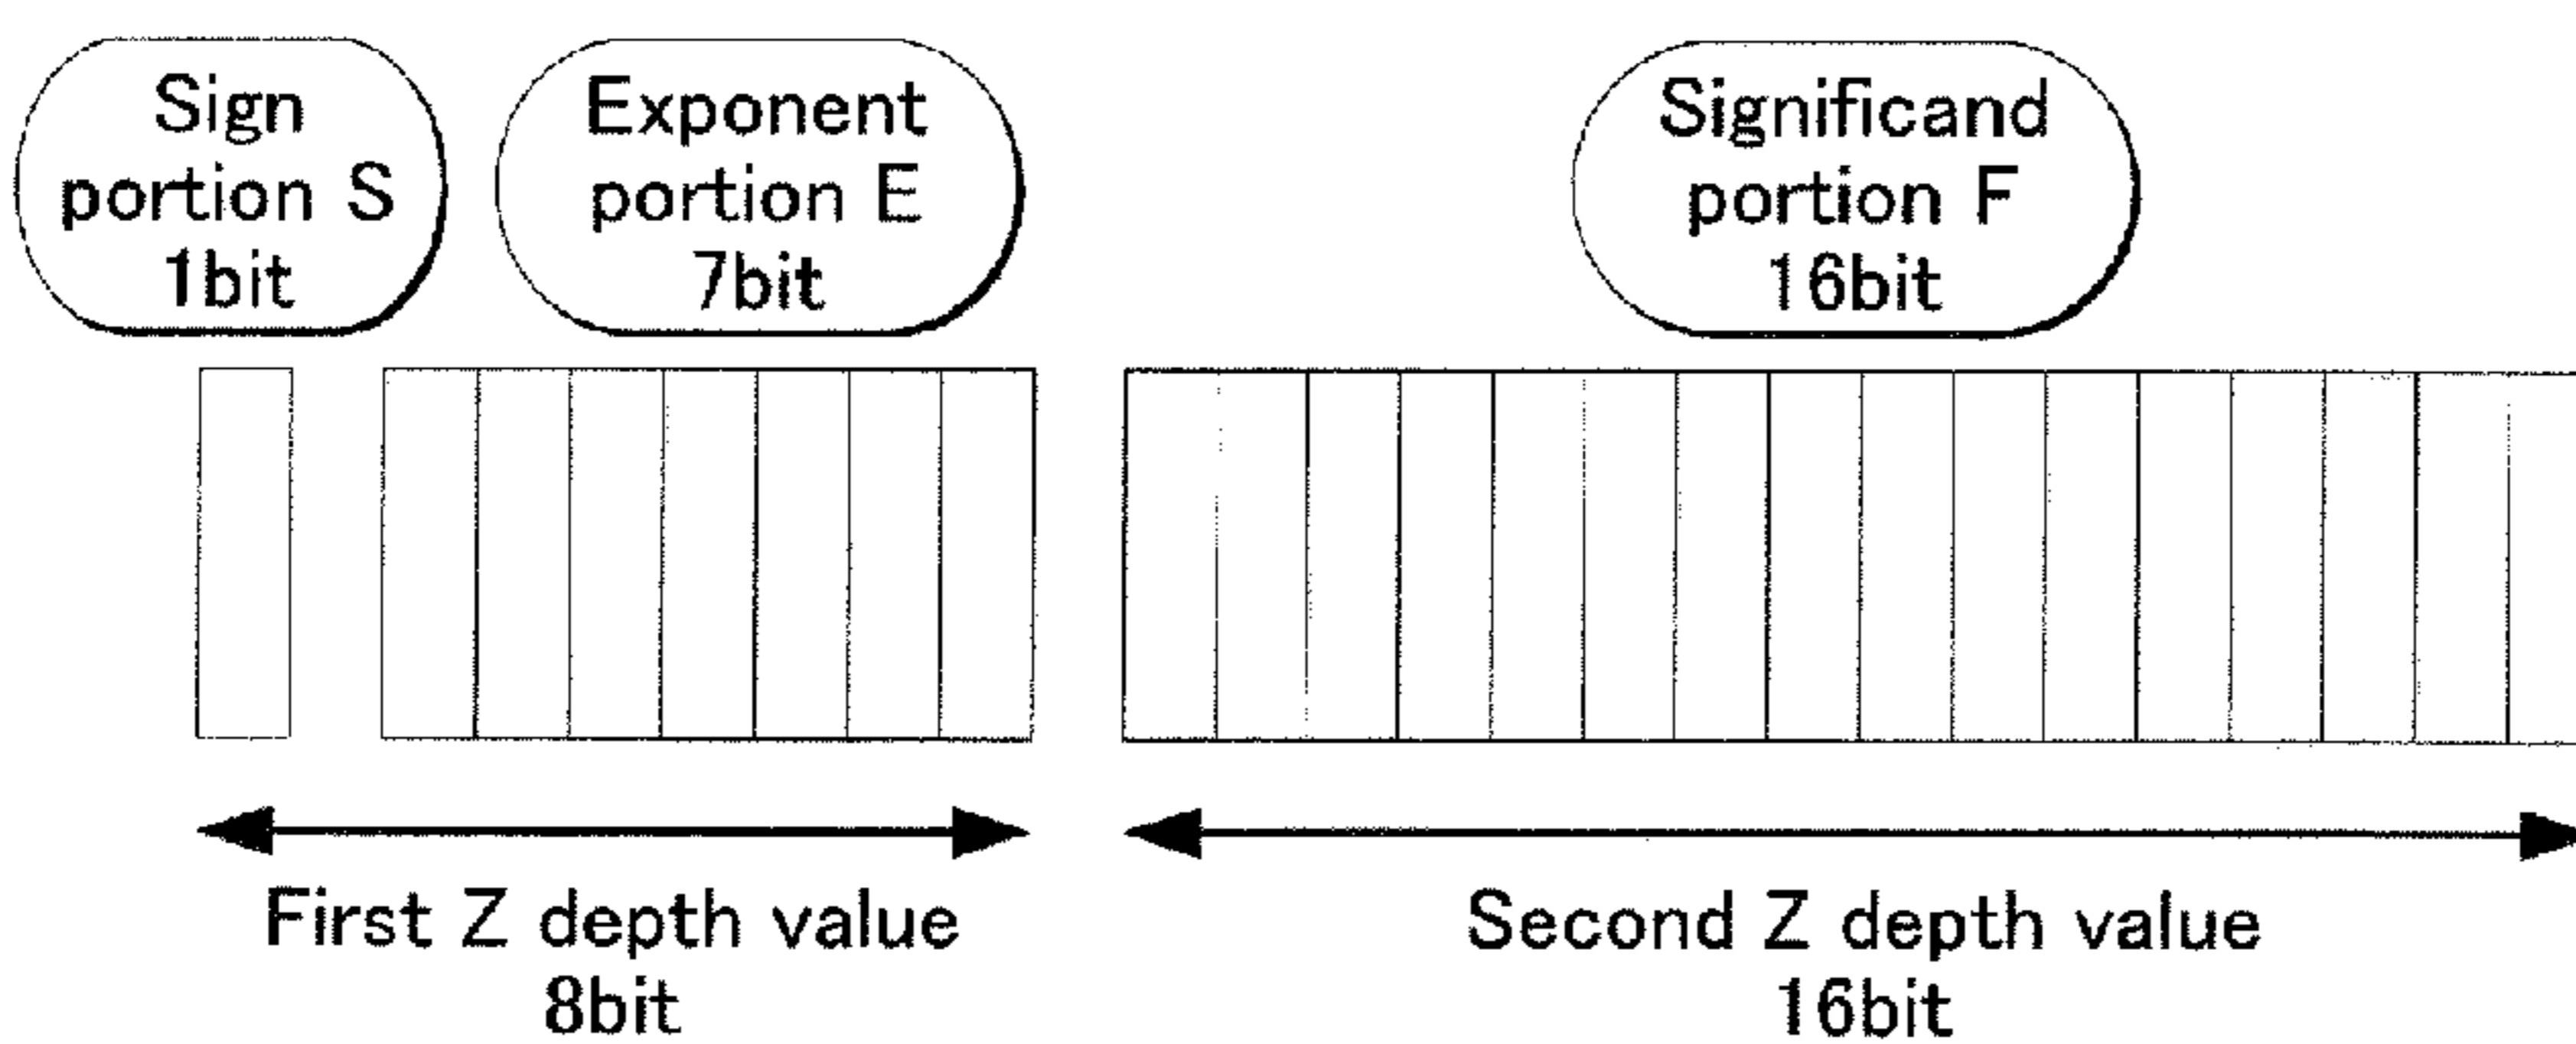 Sign
portion S
1bit
Exponent
portion E
7bit
Significand
portion F
16bit
First Z depth value
8bit
Second Z depth value
16bit